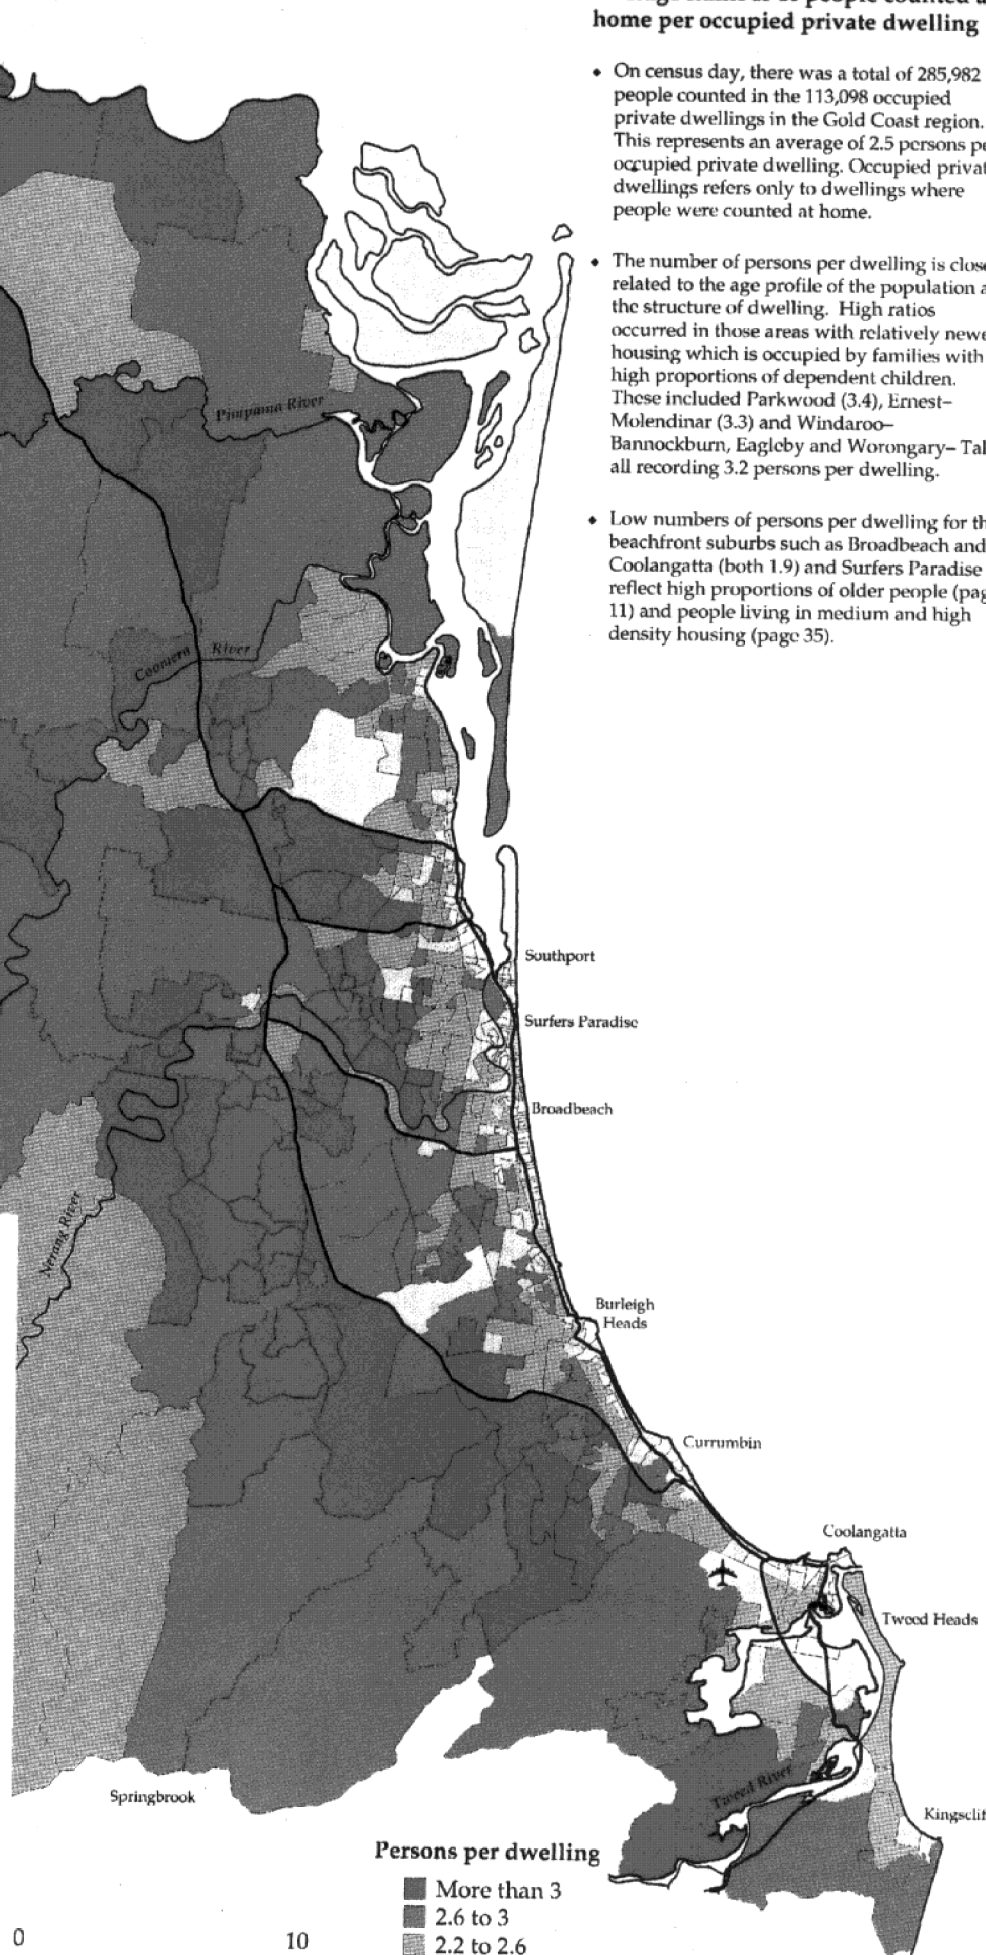 home per occupied private dwelling
• On census day, there was a total of 285,982
people counted in the 113,098 occupied
private dwellings in the Gold Coast region.
This represents an average of 2.5 persons pe
occupied private dwelling. Occupied privat
dwellings refers only to dwellings where
people were counted at home.
• The number of persons per dwelling is close
related to the age profile of the population a
the structure of dwelling. High ratios
occurred in those areas with relatively newe
housing which is occupied by families with
high proportions of dependent children.
These included Parkwood (3.4), Ernest–
Molendinar (3.3) and Windaroo–
Bannockburn, Eagleby and Worongary– Tal
all recording 3.2 persons per dwelling.
• Low numbers of persons per dwelling for th
beachfront suburbs such as Broadbeach and
Coolangatta (both 1.9) and Surfers Paradise
reflect high proportions of older people (pag
11) and people living in medium and high
density housing (page 35).
Pimpama River
Coomera River
Southport
Surfers Paradise
Broadbeach
Nerang River
Burleigh
Heads
Currumbin
Coolangatta
Tweed Heads
Tweed River
Springbrook
Kingsclif
Persons per dwelling
More than 3
2.6 to 3
2.2 to 2.6
0 10